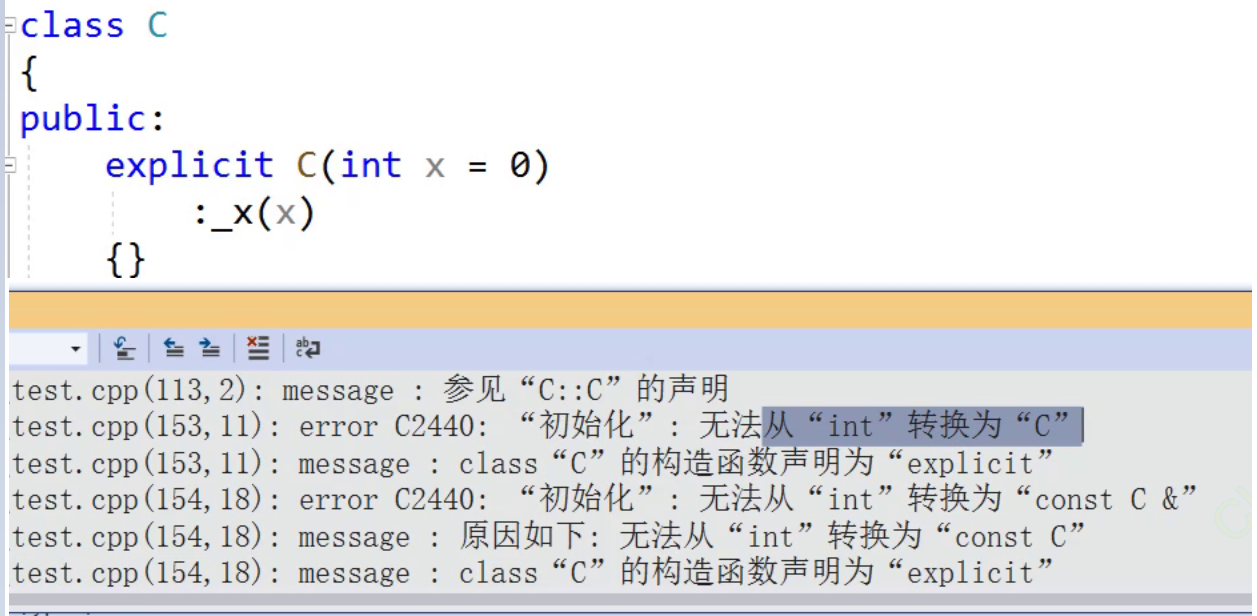 class C
{
public:
explicit C(int x = 0)
:_x(x)
{}
test.cpp(113,2): message : 参见“C::C”的声明
test.cpp(153,11): error C2440: “初始化”: 无法从“int”转换为“C”
test.cpp(153,11): message : class“C”的构造函数声明为“explicit”
test.cpp(154,18): error C2440: “初始化”: 无法从“int”转换为“const C &”
test.cpp(154,18): message : 原因如下: 无法从“int”转换为“const C”
test.cpp(154,18): message : class“C”的构造函数声明为“explicit”